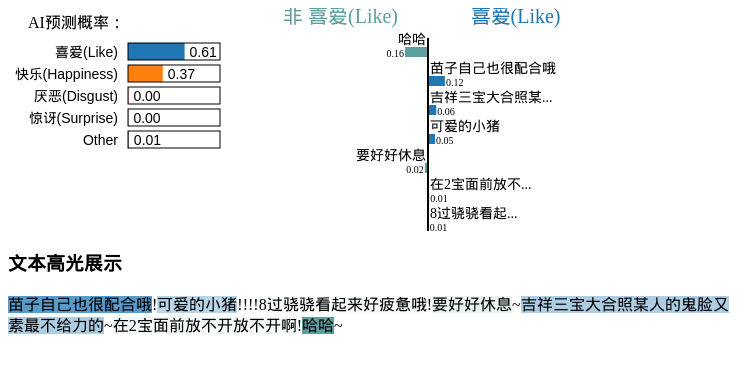 AI预测概率：
非 喜爱(Like)
喜爱(Like)
喜爱(Like) 0.61
快乐(Happiness) 0.37
厌恶(Disgust) 0.00
惊讶(Surprise) 0.00
Other 0.01
哈哈
0.16
苗子自己也很配合哦
0.12
吉祥三宝大合照某...
0.06
可爱的小猪
0.05
要好好休息
0.02
在2宝面前放不...
0.01
8过骁骁看起...
0.01
文本高光展示
苗子自己也很配合哦!可爱的小猪!!!!8过骁骁看起来好疲惫哦!要好好休息~吉祥三宝大合照某人的鬼脸又
素最不给力的~在2宝面前放不开放不开啊!哈哈~